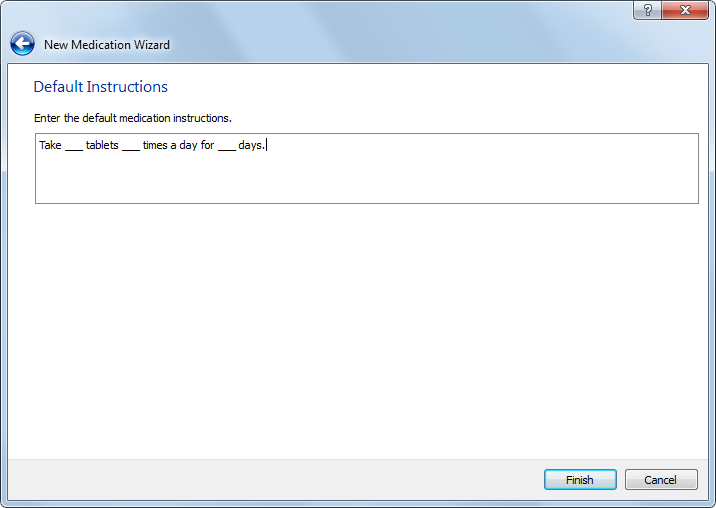 New Medication Wizard
Default Instructions
Enter the default medication instructions.
Take ___ tablets ___ times a day for ___ days.
Finish
Cancel